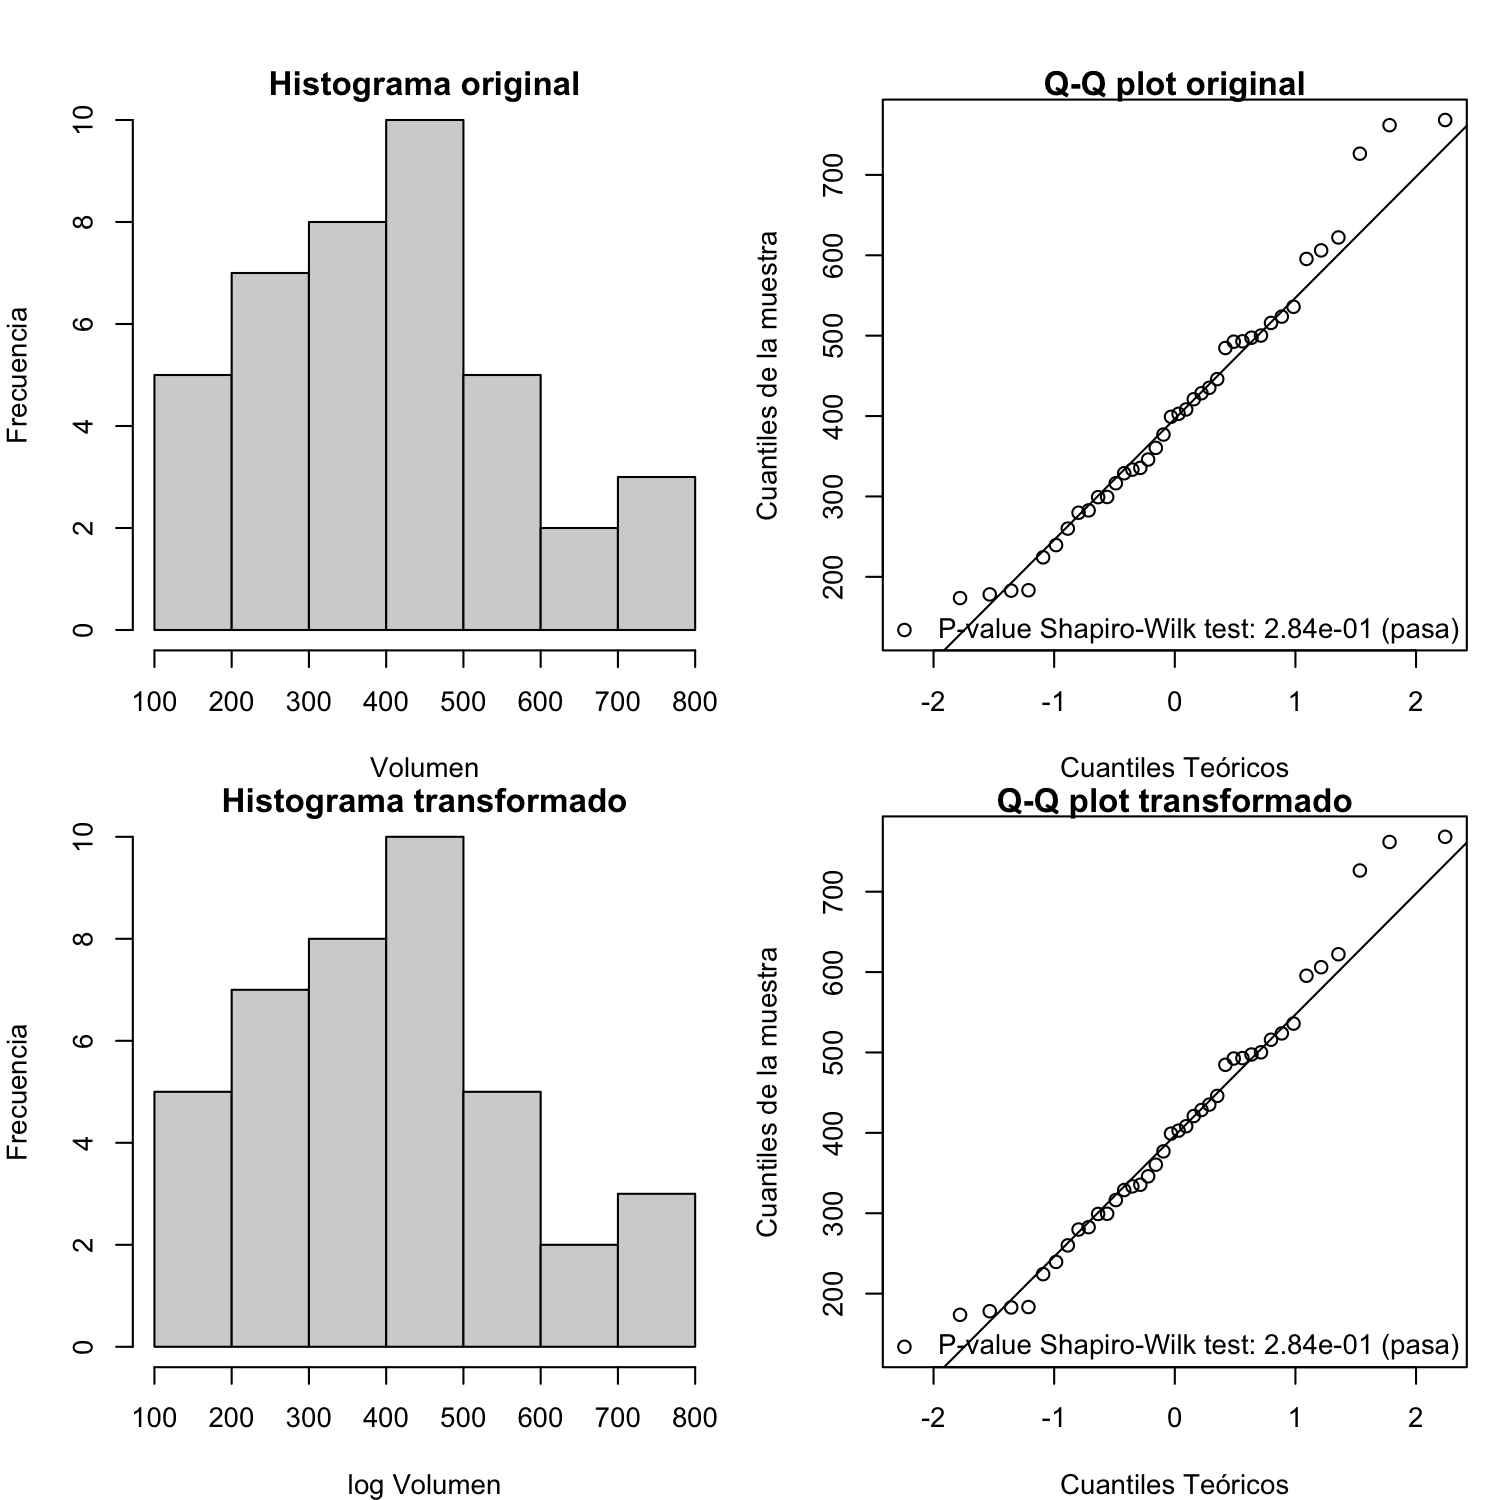 Histograma original
Frecuencia
0 2 4 6 8 10
100 200 300 400 500 600 700 800
Volumen
Q-Q plot original
Cuantiles de la muestra
200 300 400 500 600 700
P-value Shapiro-Wilk test: 2.84e-01 (pasa)
-2 -1 0 1 2
Cuantiles Teóricos
Histograma transformado
Frecuencia
0 2 4 6 8 10
100 200 300 400 500 600 700 800
log Volumen
Q-Q plot transformado
Cuantiles de la muestra
200 300 400 500 600 700
P-value Shapiro-Wilk test: 2.84e-01 (pasa)
-2 -1 0 1 2
Cuantiles Teóricos